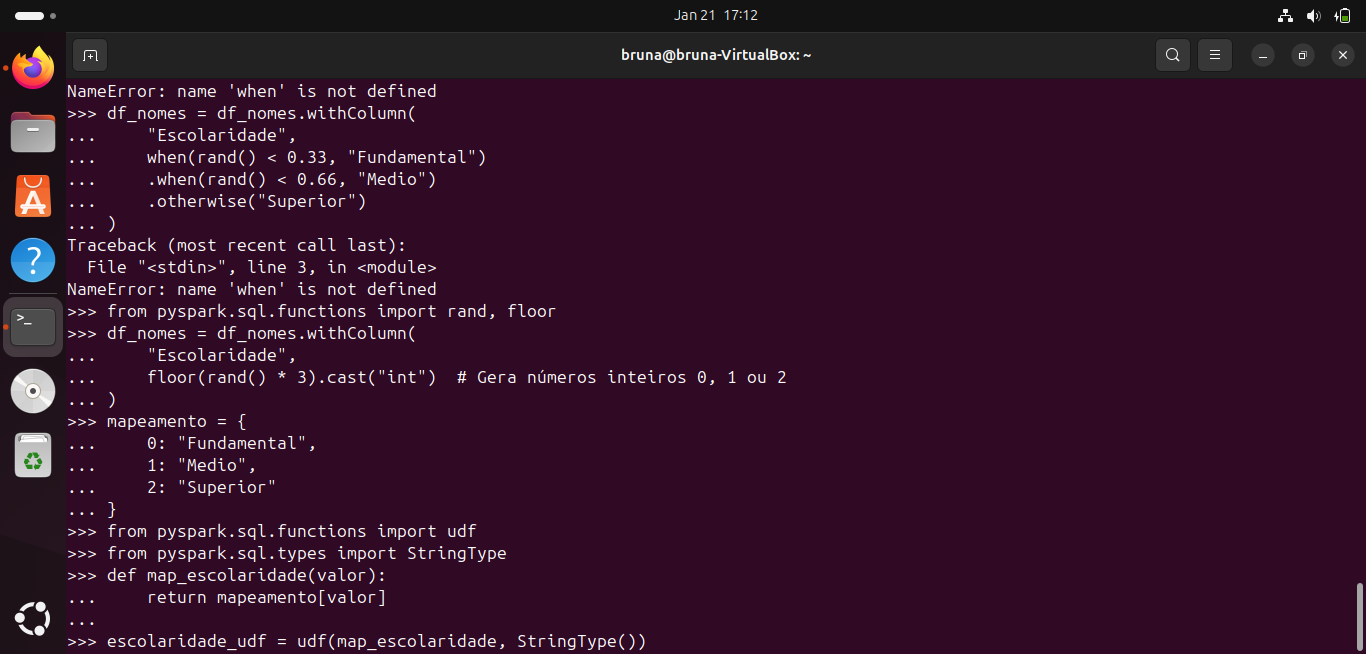 Jan 21 17:12
bruna@bruna-VirtualBox: ~
NameError: name 'when' is not defined
>>> df_nomes = df_nomes.withColumn(
...     "Escolaridade",
...     when(rand() < 0.33, "Fundamental")
...     .when(rand() < 0.66, "Medio")
...     .otherwise("Superior")
... )
Traceback (most recent call last):
  File "<stdin>", line 3, in <module>
NameError: name 'when' is not defined
>>> from pyspark.sql.functions import rand, floor
>>> df_nomes = df_nomes.withColumn(
...     "Escolaridade",
...     floor(rand() * 3).cast("int")  # Gera números inteiros 0, 1 ou 2
... )
>>> mapeamento = {
...     0: "Fundamental",
...     1: "Medio",
...     2: "Superior"
... }
>>> from pyspark.sql.functions import udf
>>> from pyspark.sql.types import StringType
>>> def map_escolaridade(valor):
...     return mapeamento[valor]
...
>>> escolaridade_udf = udf(map_escolaridade, StringType())